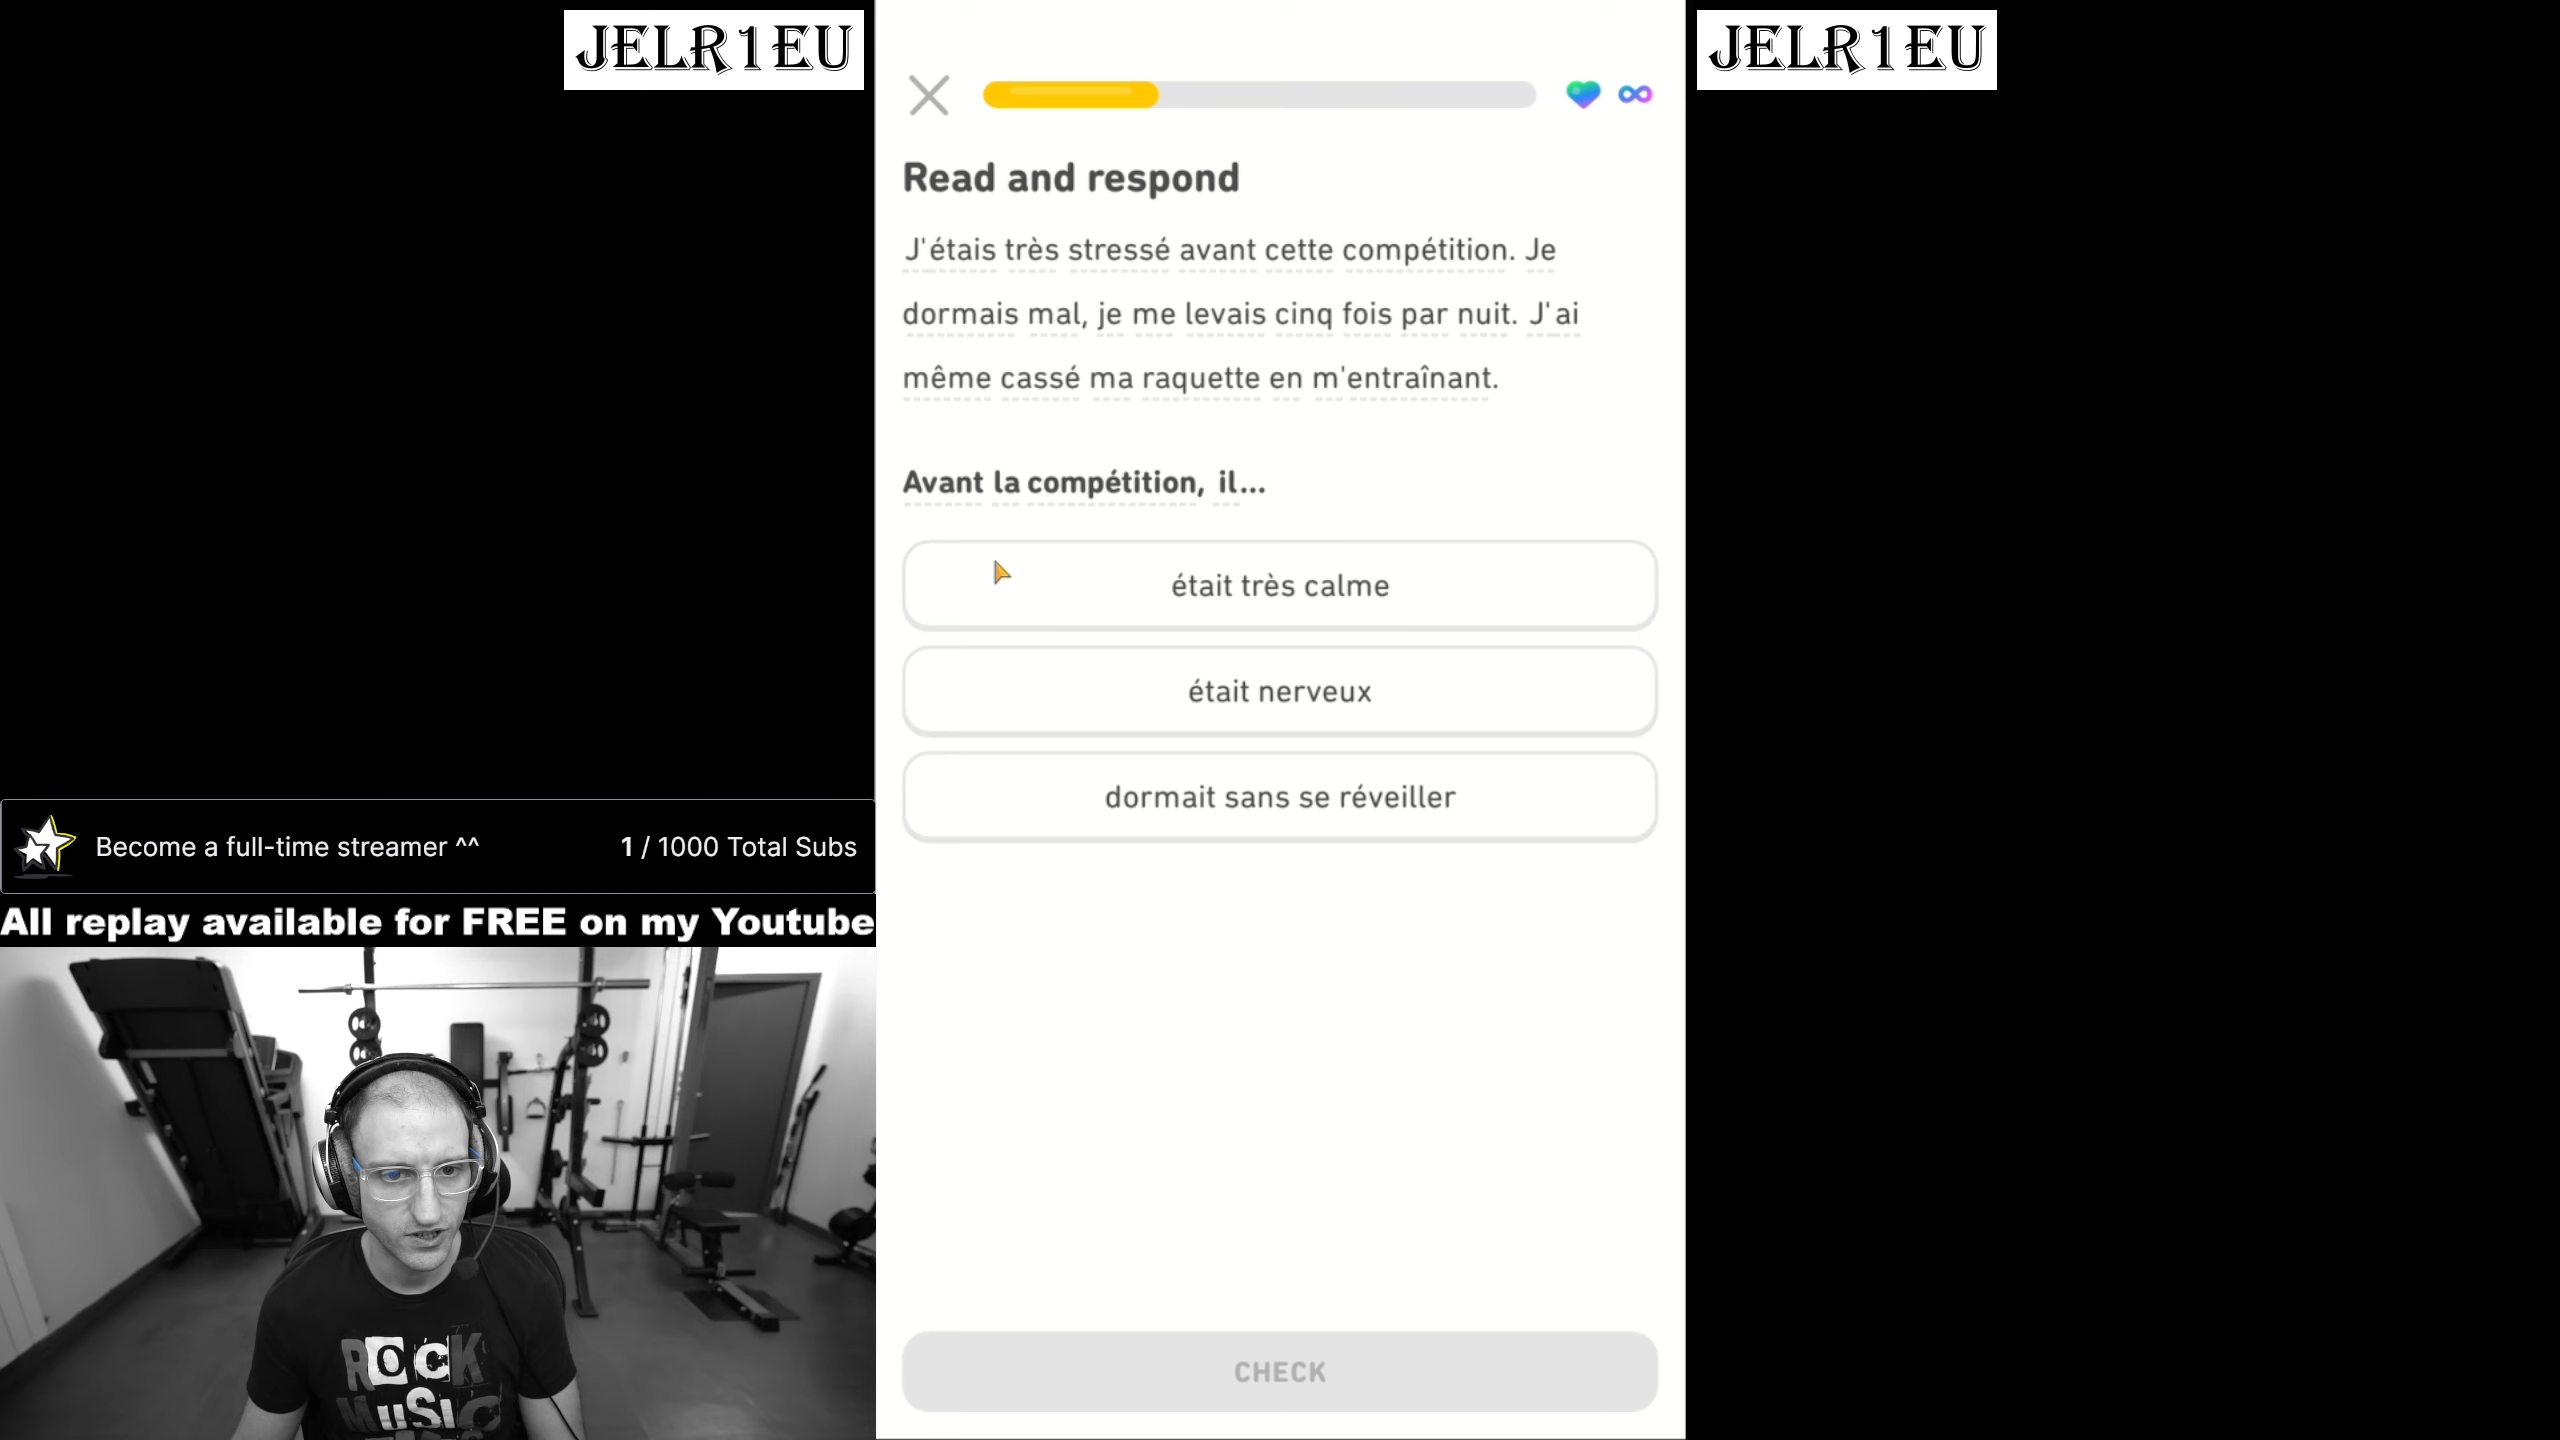 JELR1EU
JELR1EU
Read and respond
J'étais très stressé avant cette compétition. Je
dormais mal, je me levais cinq fois par nuit. J'ai
même cassé ma raquette en m'entraînant.
Avant la compétition, il...
était très calme
était nerveux
dormait sans se réveiller
CHECK
Become a full-time streamer ^^
1 / 1000 Total Subs
All replay available for FREE on my Youtube
ROCK
MUSIC